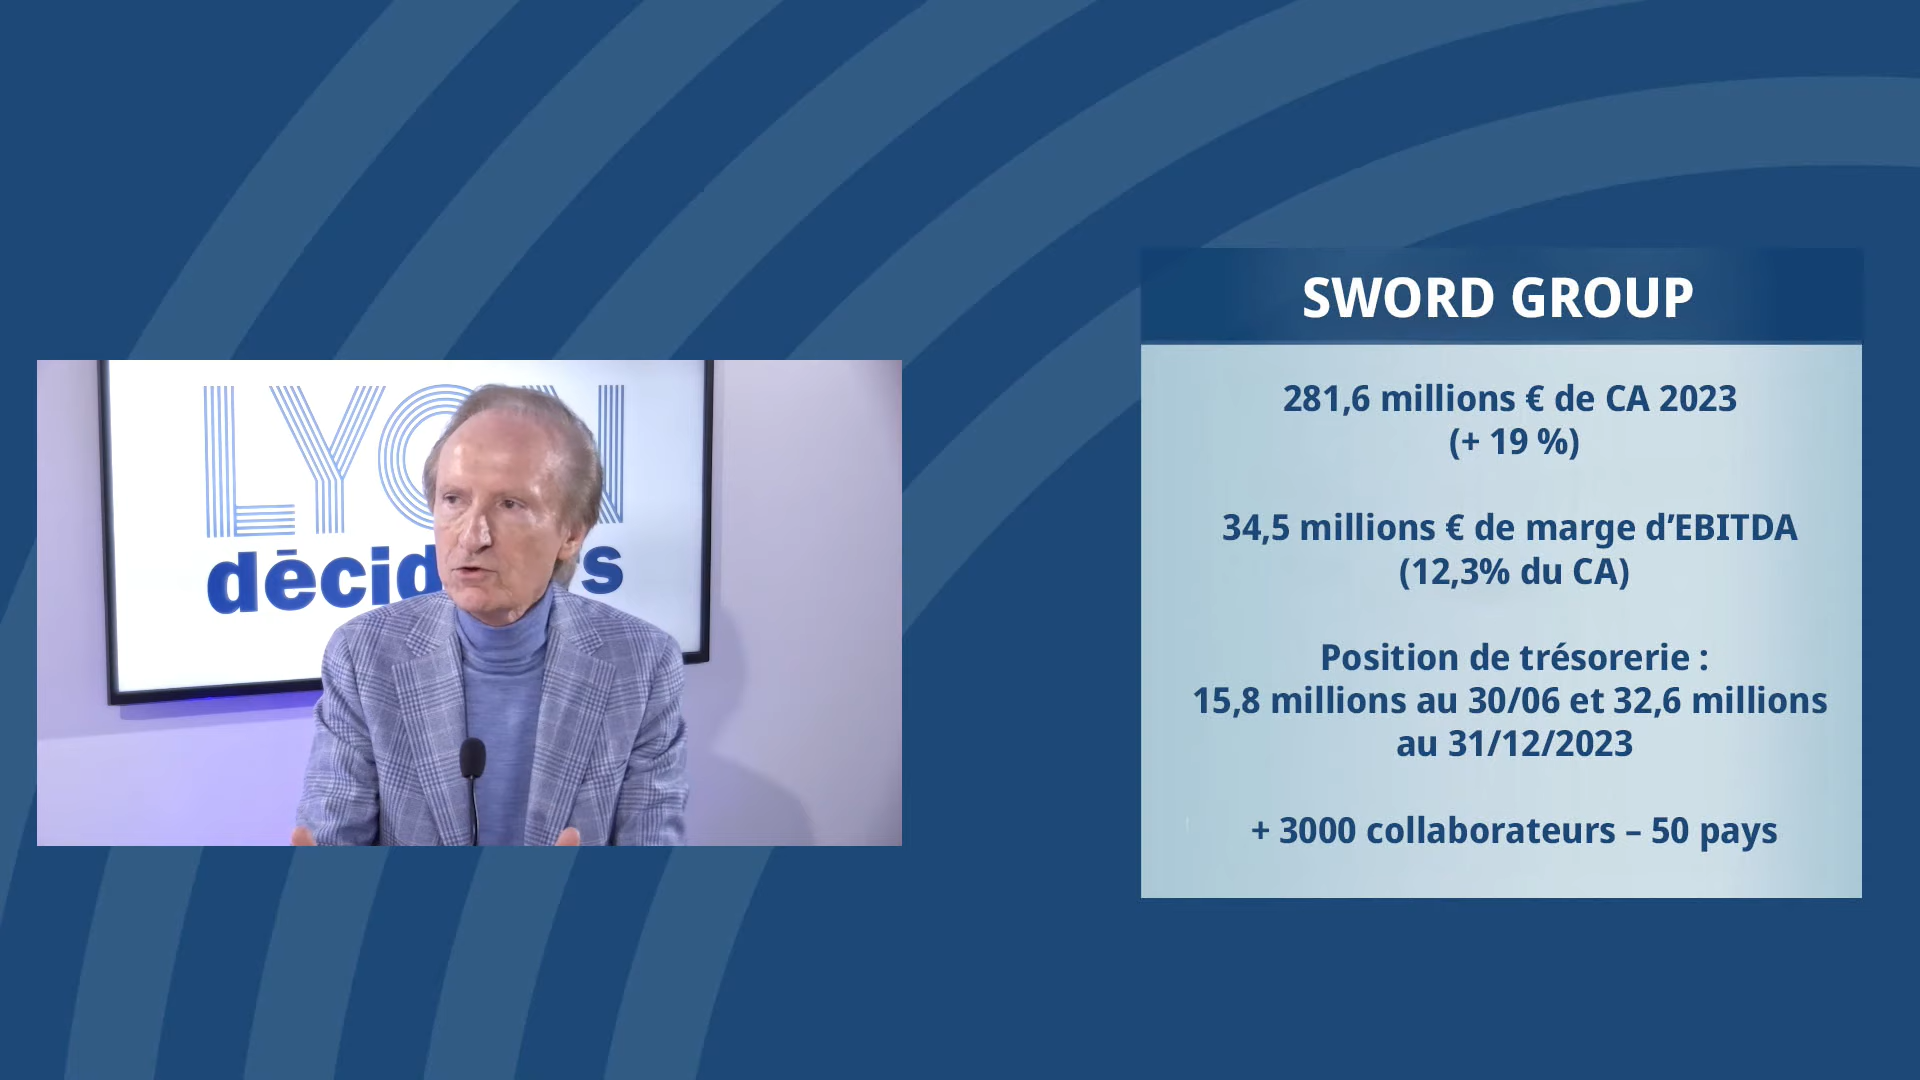 LYON
décid s
SWORD GROUP
281,6 millions € de CA 2023
(+ 19 %)
34,5 millions € de marge d’EBITDA
(12,3% du CA)
Position de trésorerie :
15,8 millions au 30/06 et 32,6 millions
au 31/12/2023
+ 3000 collaborateurs – 50 pays